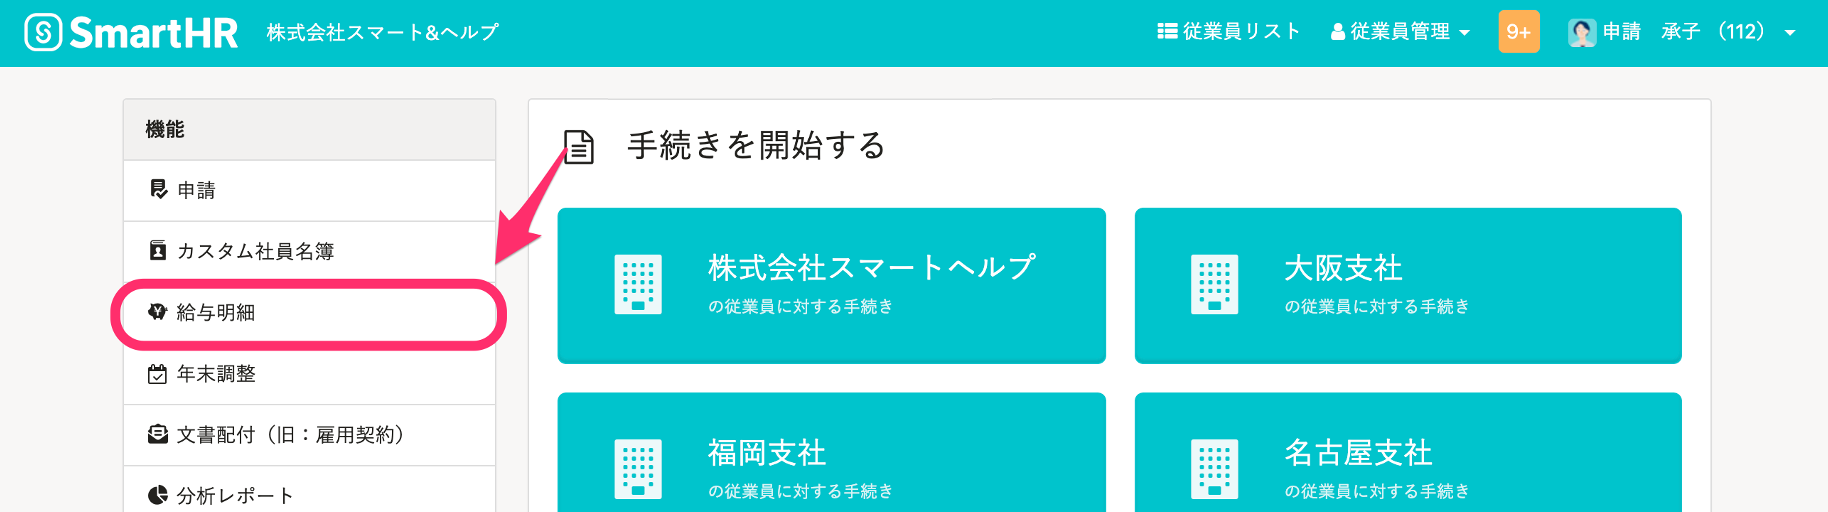 SmartHR 株式会社スマート&ヘルプ 従業員リスト 従業員管理 9+ 申請 承子 (112)
機能
申請
カスタム社員名簿
給与明細
年末調整
文書配付（旧：雇用契約）
分析レポート
手続きを開始する
株式会社スマートヘルプ
の従業員に対する手続き
大阪支社
の従業員に対する手続き
福岡支社
の従業員に対する手続き
名古屋支社
の従業員に対する手続き